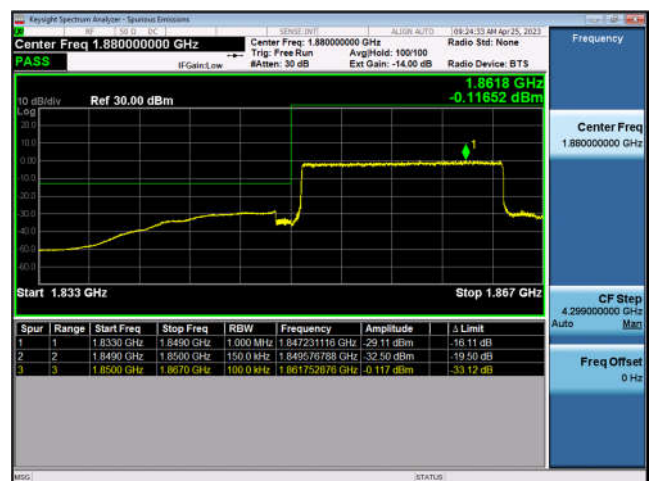 Keysight Spectrum Analyzer - Spurious Emissions
RF 50 Ω DC SENSE:INT ALIGN AUTO 09:24:33 AM Apr 25, 2023
Center Freq 1.880000000 GHz Center Freq: 1.880000000 GHz Radio Std: None
Trig: Free Run Avg|Hold: 100/100
PASS IFGain:Low #Atten: 30 dB Ext Gain: -14.00 dB Radio Device: BTS
1.8618 GHz
-0.11652 dBm
10 dB/div Ref 30.00 dBm
Log
20.0
10.0
0.00
-10.0
-20.0
-30.0
-40.0
-50.0
-60.0
1
Start 1.833 GHz Stop 1.867 GHz
Spur Range Start Freq Stop Freq RBW Frequency Amplitude Δ Limit
1 1 1.8330 GHz 1.8490 GHz 1.000 MHz 1.847231116 GHz -29.11 dBm -16.11 dB
2 2 1.8490 GHz 1.8500 GHz 150.0 kHz 1.849576788 GHz -32.50 dBm -19.50 dB
3 3 1.8500 GHz 1.8670 GHz 100.0 kHz 1.861752876 GHz -0.117 dBm -33.12 dB
Frequency
Center Freq
1.880000000 GHz
CF Step
4.299000000 GHz
Auto Man
Freq Offset
0 Hz
MSG STATUS